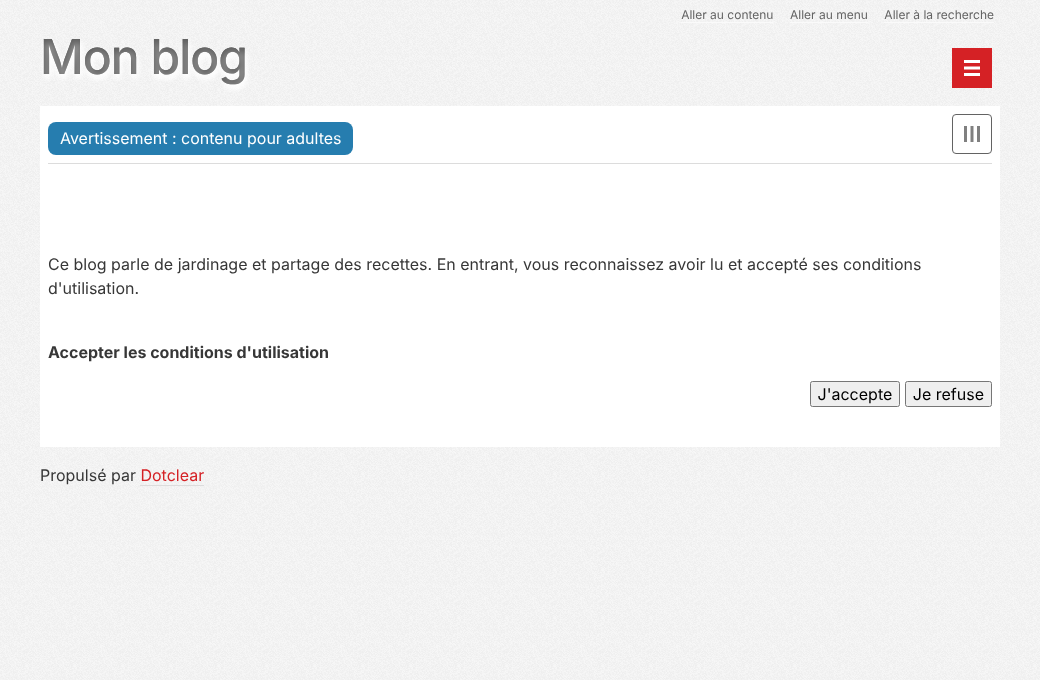 Aller au contenu Aller au menu Aller à la recherche
Mon blog
Avertissement : contenu pour adultes
Ce blog parle de jardinage et partage des recettes. En entrant, vous reconnaissez avoir lu et accepté ses conditions
d'utilisation.
Accepter les conditions d'utilisation
J'accepte Je refuse
Propulsé par Dotclear